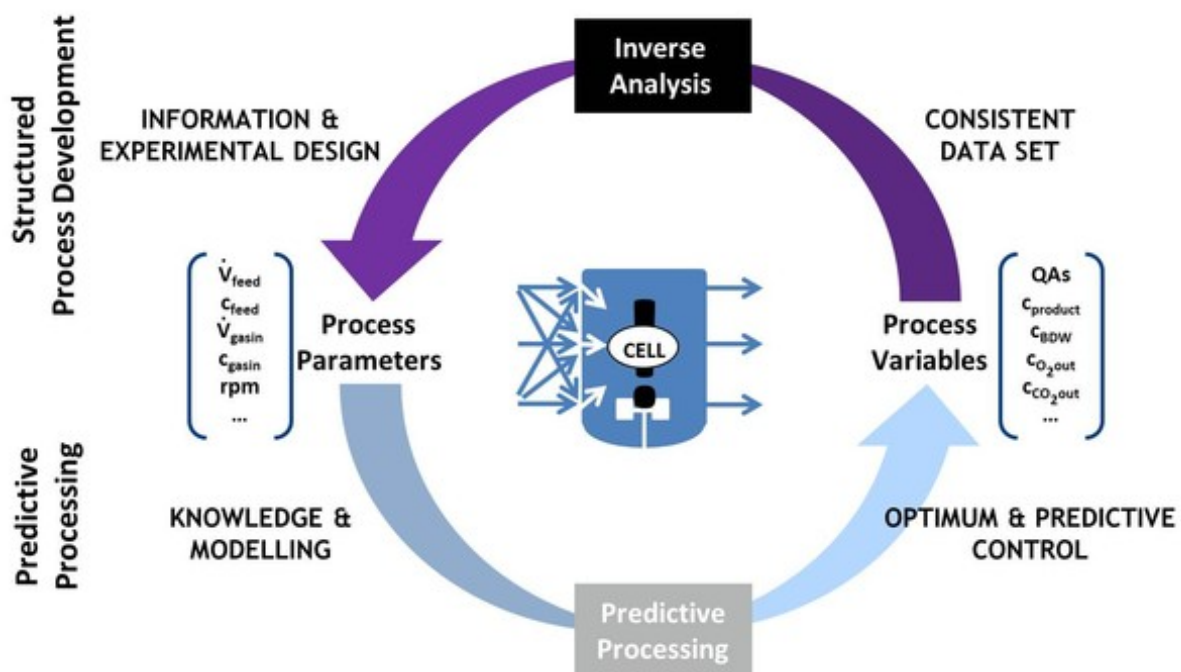 Inverse
Analysis
Structured
Process Development
INFORMATION &
EXPERIMENTAL DESIGN
CONSISTENT
DATA SET
V̇feed
cfeed
V̇gasin
cgasin
rpm
...
Process
Parameters
CELL
Process
Variables
QAs
cproduct
cBDW
cO2out
cCO2out
...
Predictive
Processing
KNOWLEDGE &
MODELLING
OPTIMUM & PREDICTIVE
CONTROL
Predictive
Processing